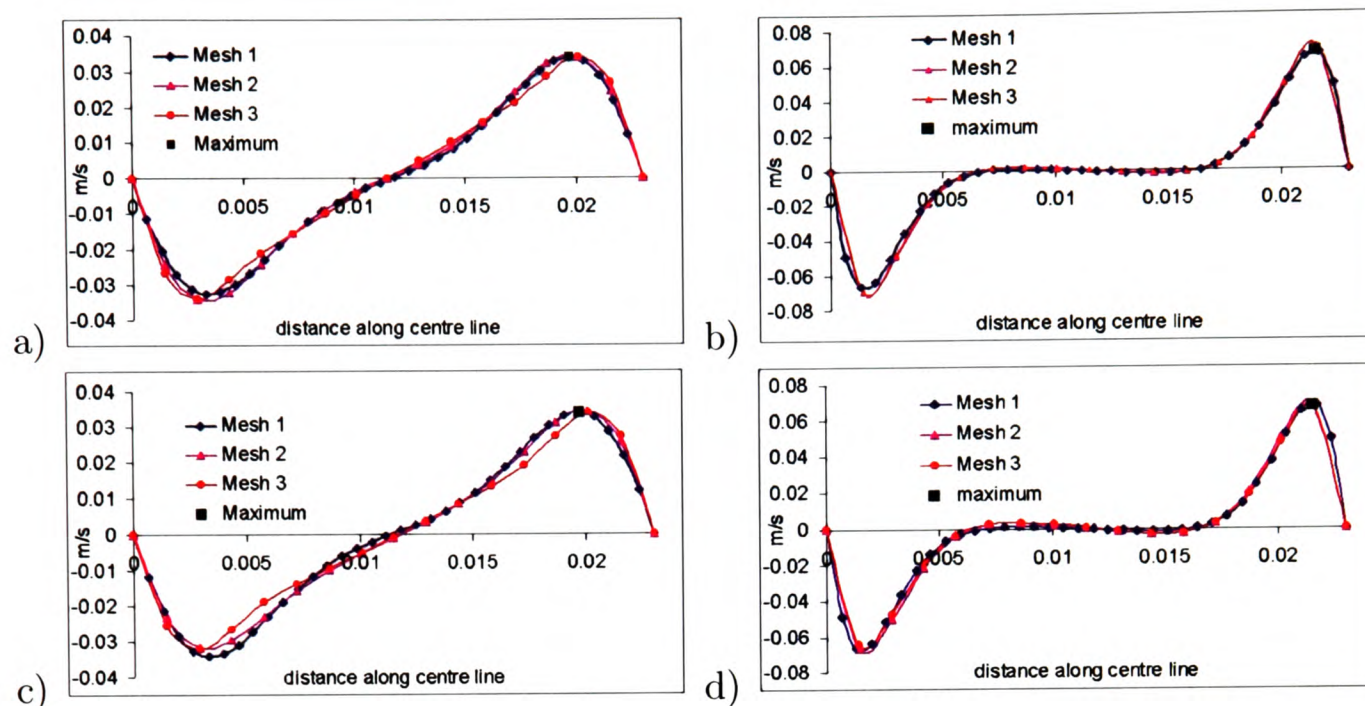 0.04
0.03
0.02
0.01
0
-0.01
-0.02
-0.03
-0.04
m/s
Mesh 1
Mesh 2
Mesh 3
Maximum
0.005
0.01
0.015
0.02
distance along centre line
a)
0.08
0.06
0.04
0.02
0
-0.02
-0.04
-0.06
-0.08
m/s
Mesh 1
Mesh 2
Mesh 3
maximum
0.005
0.01
0.015
0.02
distance along centre line
b)
0.04
0.03
0.02
0.01
0
-0.01
-0.02
-0.03
-0.04
m/s
Mesh 1
Mesh 2
Mesh 3
Maximum
0.005
0.01
0.015
0.02
distance along centre line
c)
0.08
0.06
0.04
0.02
0
-0.02
-0.04
-0.06
-0.08
m/s
Mesh 1
Mesh 2
Mesh 3
maximum
0.005
0.01
0.015
0.02
distance along centre line
d)